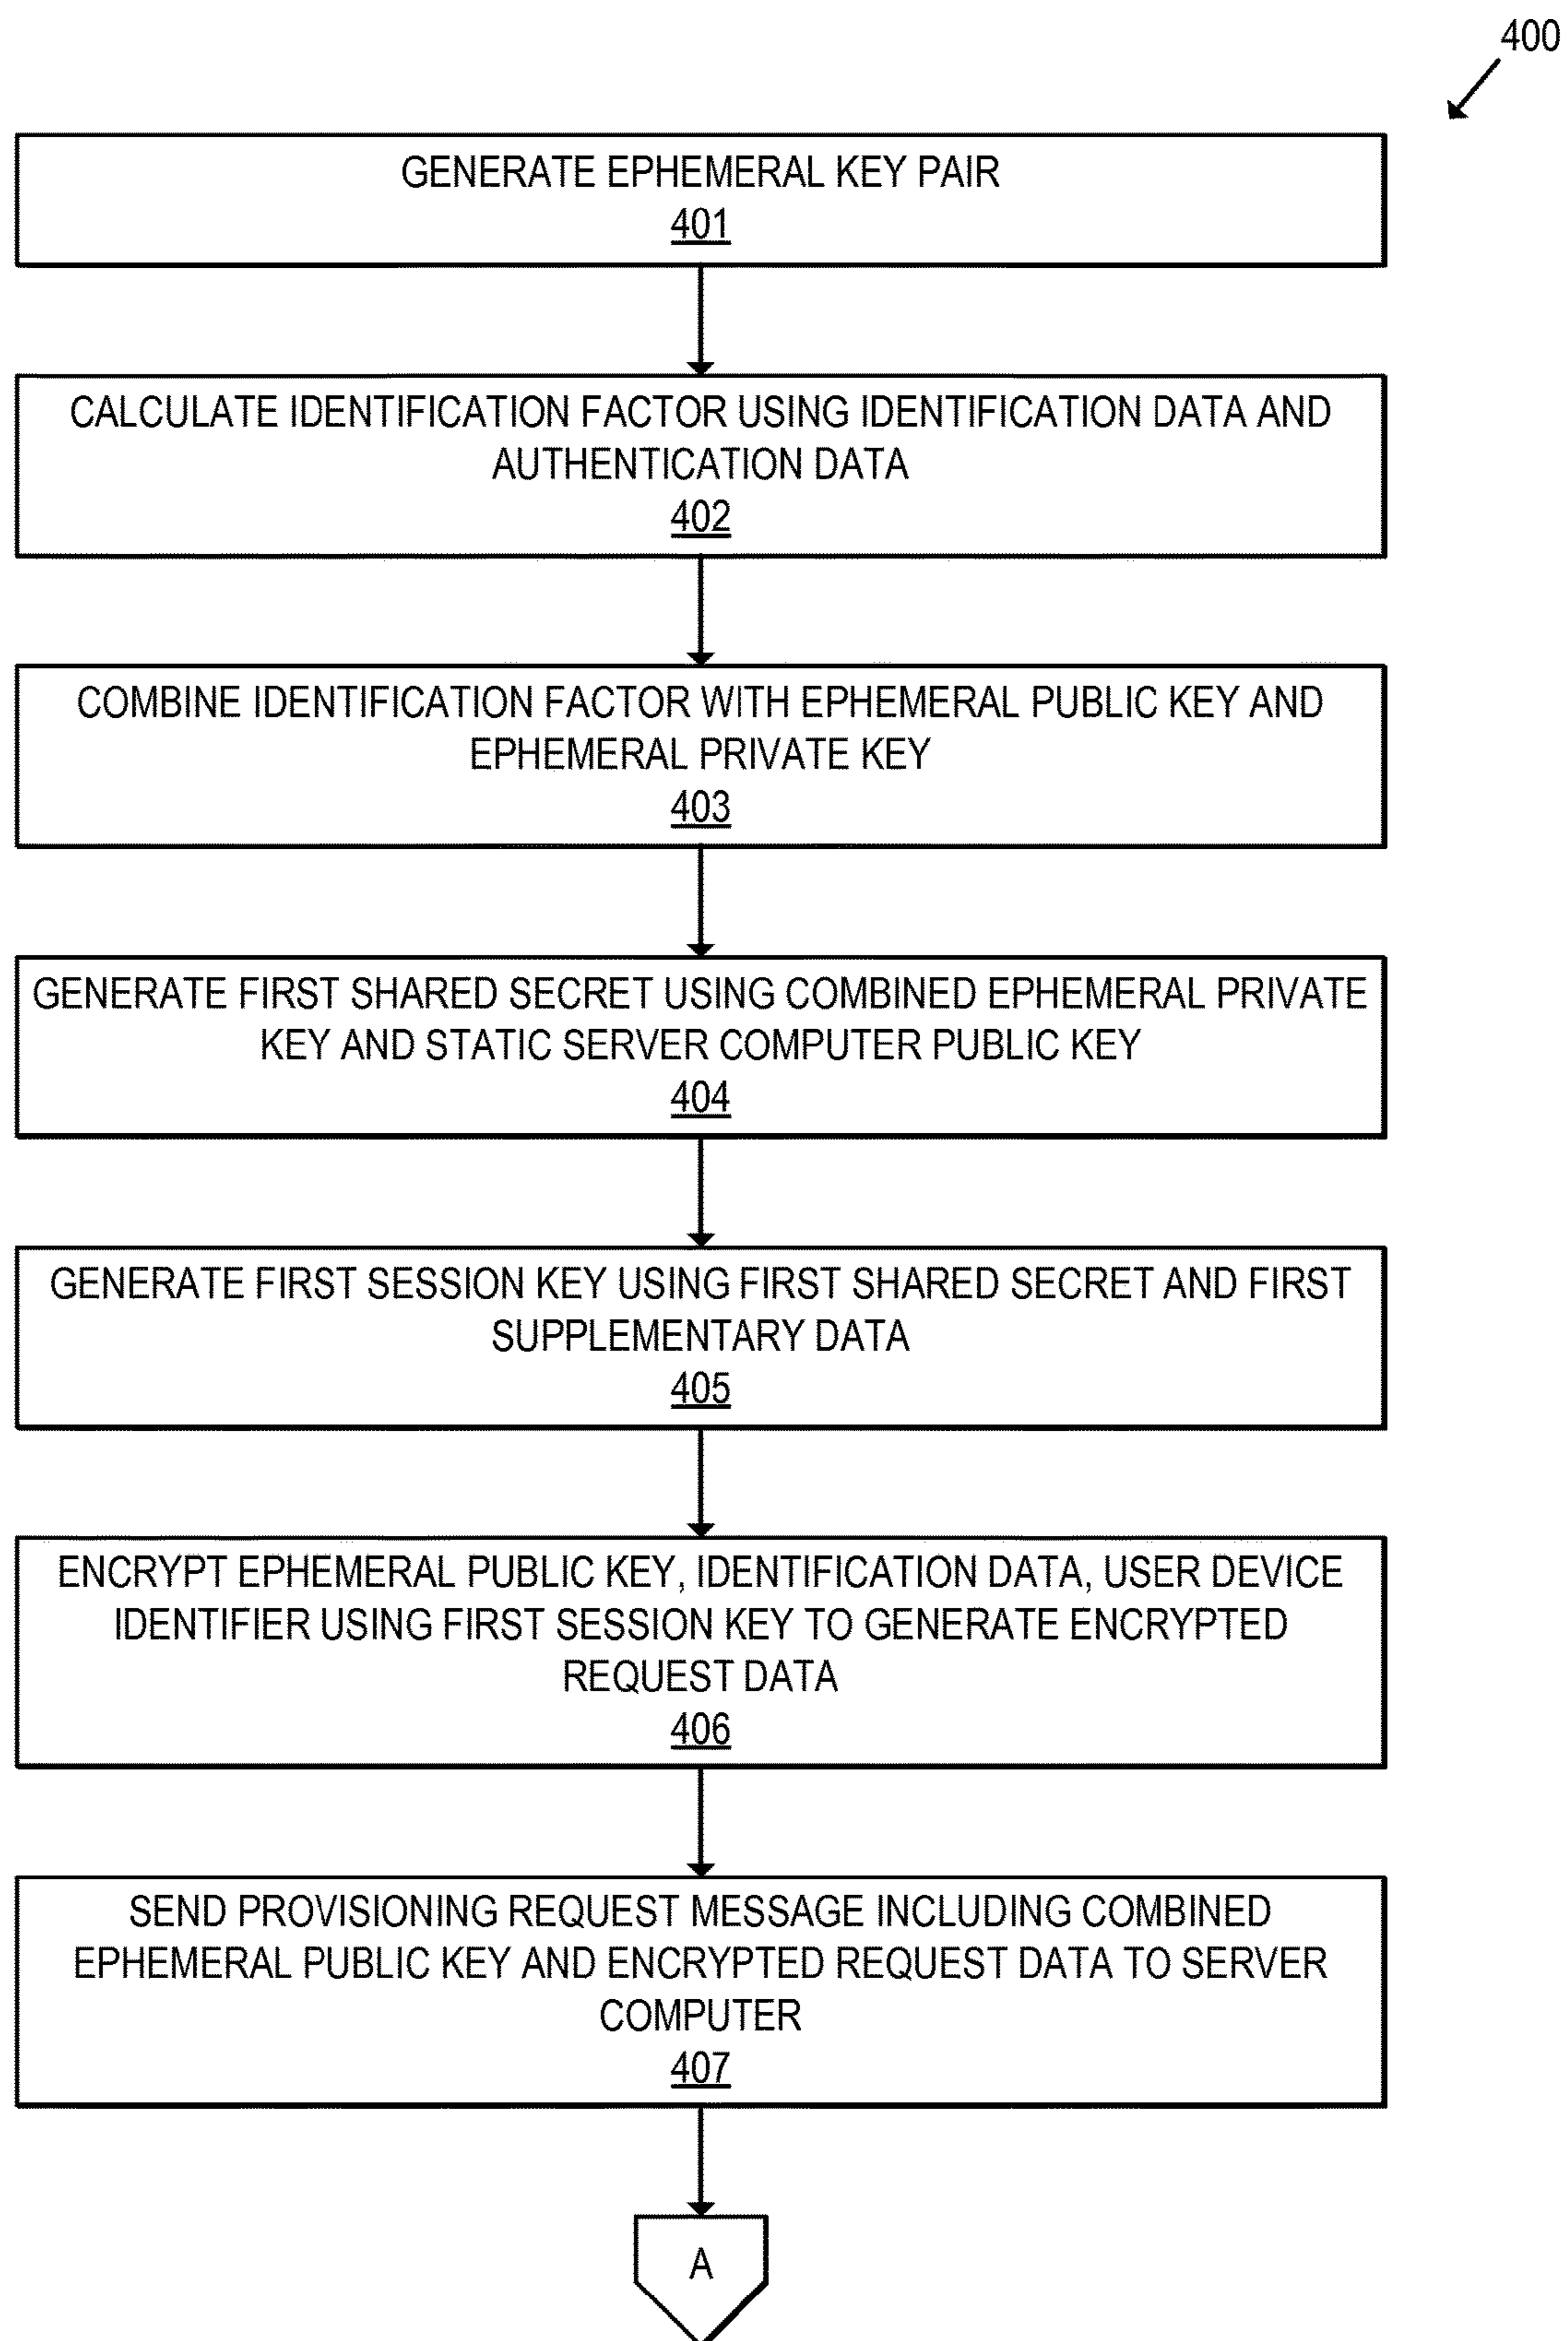 400
GENERATE EPHEMERAL KEY PAIR
401
CALCULATE IDENTIFICATION FACTOR USING IDENTIFICATION DATA AND
AUTHENTICATION DATA
402
COMBINE IDENTIFICATION FACTOR WITH EPHEMERAL PUBLIC KEY AND
EPHEMERAL PRIVATE KEY
403
GENERATE FIRST SHARED SECRET USING COMBINED EPHEMERAL PRIVATE
KEY AND STATIC SERVER COMPUTER PUBLIC KEY
404
GENERATE FIRST SESSION KEY USING FIRST SHARED SECRET AND FIRST
SUPPLEMENTARY DATA
405
ENCRYPT EPHEMERAL PUBLIC KEY, IDENTIFICATION DATA, USER DEVICE
IDENTIFIER USING FIRST SESSION KEY TO GENERATE ENCRYPTED
REQUEST DATA
406
SEND PROVISIONING REQUEST MESSAGE INCLUDING COMBINED
EPHEMERAL PUBLIC KEY AND ENCRYPTED REQUEST DATA TO SERVER
COMPUTER
407
A